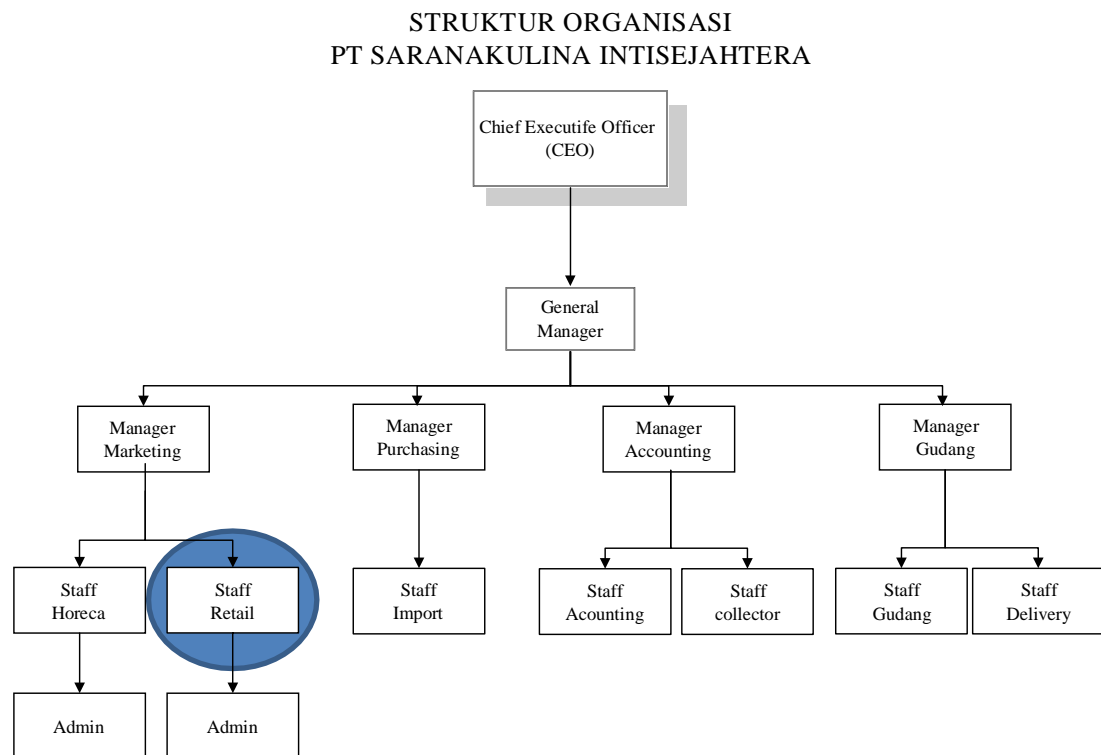 STRUKTUR ORGANISASI
PT SARANAKULINA INTISEJAHTERA
Chief Executife Officer
(CEO)
General
Manager
Manager
Marketing
Manager
Purchasing
Manager
Accounting
Manager
Gudang
Staff
Horeca
Staff
Retail
Staff
Import
Staff
Acounting
Staff
collector
Staff
Gudang
Staff
Delivery
Admin
Admin